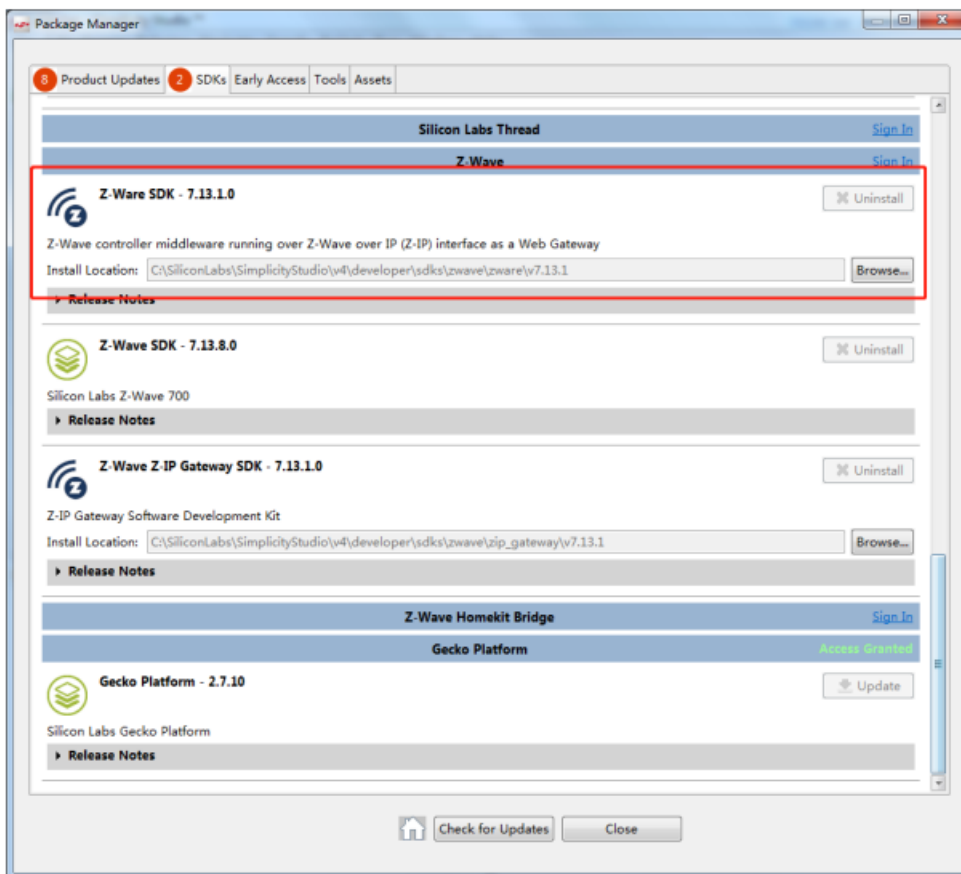 Package Manager
8 Product Updates 2 SDKs Early Access Tools Assets
Silicon Labs Thread Sign In
Z-Wave Sign In
Z-Ware SDK - 7.13.1.0 Uninstall
Z-Wave controller middleware running over Z-Wave over IP (Z-IP) interface as a Web Gateway
Install Location: C:\SiliconLabs\SimplicityStudio\v4\developer\sdks\zwave\zware\v7.13.1 Browse...
Release Notes
Z-Wave SDK - 7.13.8.0 Uninstall
Silicon Labs Z-Wave 700
Release Notes
Z-Wave Z-IP Gateway SDK - 7.13.1.0 Uninstall
Z-IP Gateway Software Development Kit
Install Location: C:\SiliconLabs\SimplicityStudio\v4\developer\sdks\zwave\zip_gateway\v7.13.1 Browse...
Release Notes
Z-Wave Homekit Bridge Sign In
Gecko Platform Access Granted
Gecko Platform - 2.7.10 Update
Silicon Labs Gecko Platform
Release Notes
Check for Updates Close